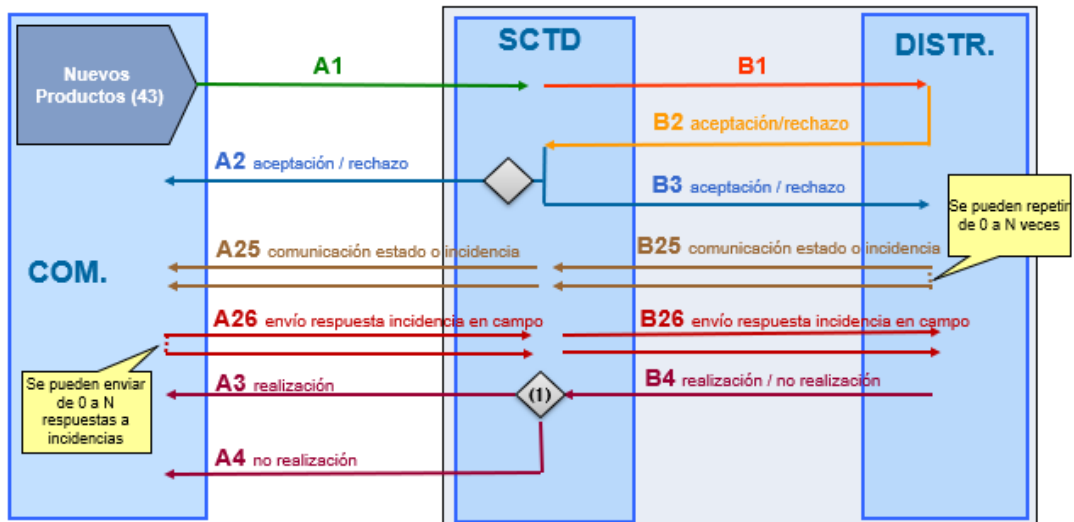 SCTD
DISTR.
Nuevos
Productos (43)
A1
B1
B2 aceptación/rechazo
A2 aceptación / rechazo
B3 aceptación / rechazo
Se pueden repetir
de 0 a N veces
A25 comunicación estado o incidencia
B25 comunicación estado o incidencia
COM.
A26 envío respuesta incidencia en campo
B26 envío respuesta incidencia en campo
Se pueden enviar
de 0 a N
respuestas a
incidencias
A3 realización
(1)
B4 realización / no realización
A4 no realización